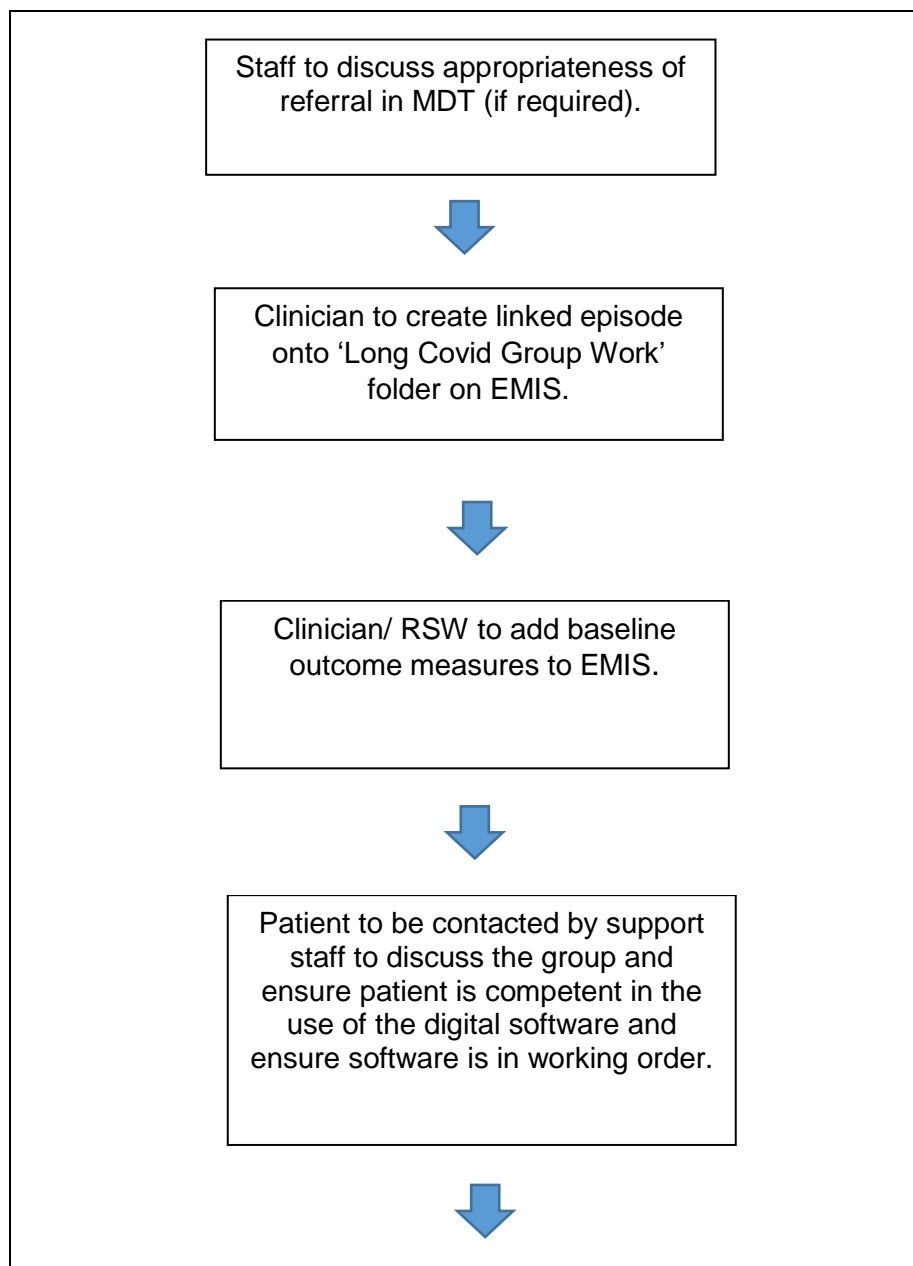 Staff to discuss appropriateness of
referral in MDT (if required).
Clinician to create linked episode
onto ‘Long Covid Group Work’
folder on EMIS.
Clinician/ RSW to add baseline
outcome measures to EMIS.
Patient to be contacted by support
staff to discuss the group and
ensure patient is competent in the
use of the digital software and
ensure software is in working order.